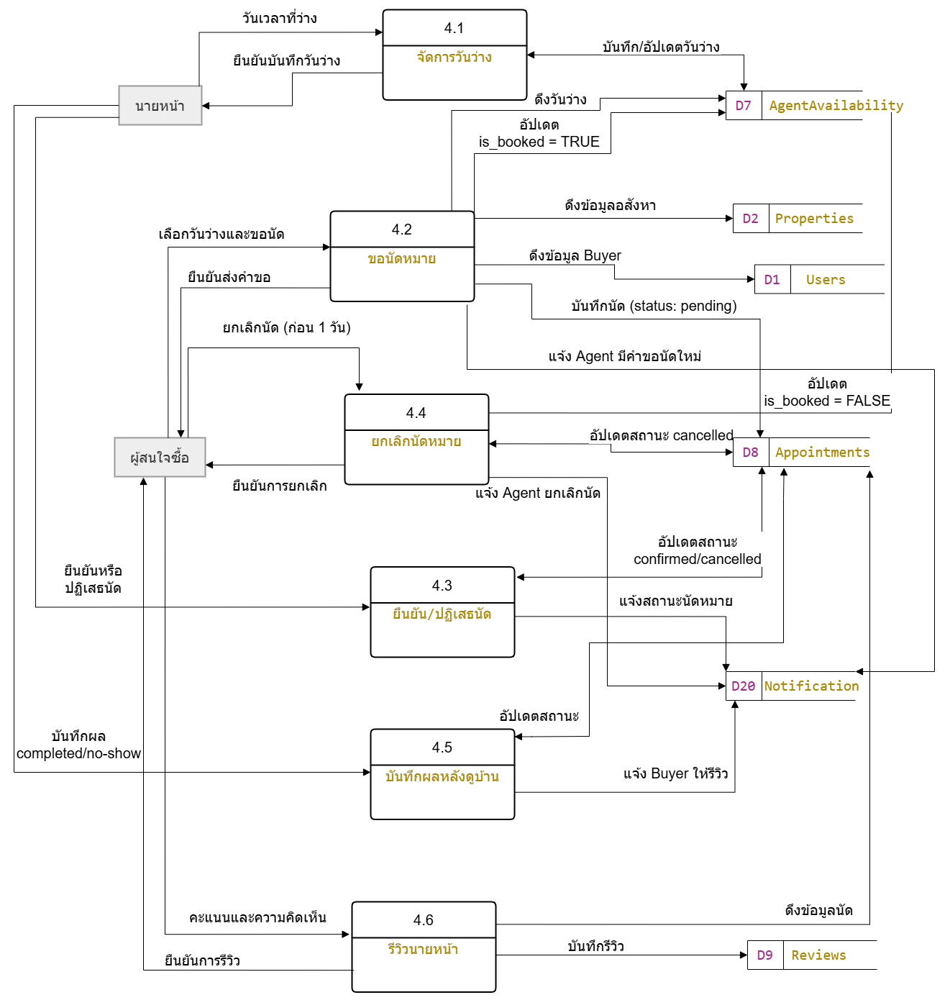 วันเวลาที่ว่าง
4.1
จัดการวันว่าง
ยืนยันบันทึกวันว่าง
บันทึก/อัปเดตวันว่าง
นายหน้า
ดึงวันว่าง
D7
AgentAvailability
อัปเดต
is_booked = TRUE
ดึงข้อมูลอสังหา
D2
Properties
4.2
ขอนัดหมาย
เลือกวันว่างและขอนัด
ดึงข้อมูล Buyer
D1
Users
ยืนยันส่งคำขอ
บันทึกนัด (status: pending)
ยกเลิกนัด (ก่อน 1 วัน)
แจ้ง Agent มีคำขอนัดใหม่
อัปเดต
is_booked = FALSE
4.4
ยกเลิกนัดหมาย
อัปเดตสถานะ cancelled
D8
Appointments
ผู้สนใจซื้อ
ยืนยันการยกเลิก
แจ้ง Agent ยกเลิกนัด
อัปเดตสถานะ
confirmed/cancelled
ยืนยันหรือ
ปฏิเสธนัด
4.3
ยืนยัน/ปฏิเสธนัด
แจ้งสถานะนัดหมาย
D20
Notification
อัปเดตสถานะ
บันทึกผล
completed/no-show
4.5
บันทึกผลหลังดูบ้าน
แจ้ง Buyer ให้รีวิว
ดึงข้อมูลนัด
คะแนนและความคิดเห็น
4.6
รีวิวนายหน้า
บันทึกรีวิว
D9
Reviews
ยืนยันการรีวิว